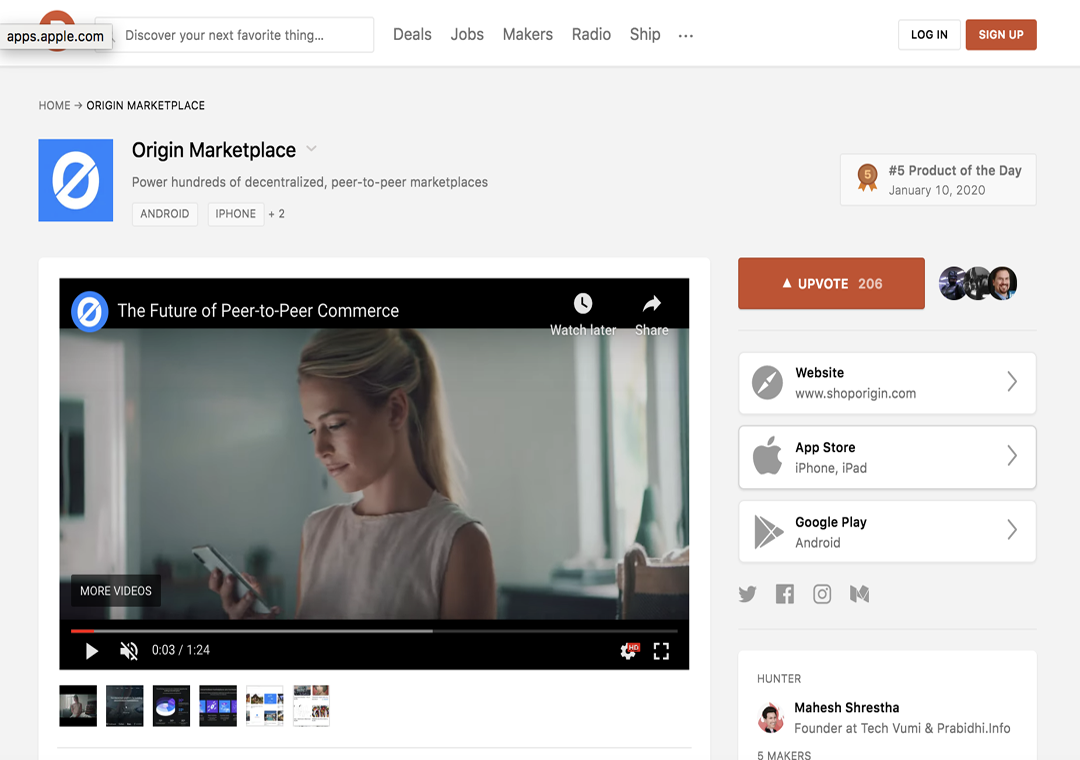 apps.apple.com
Discover your next favorite thing...
Deals Jobs Makers Radio Ship ...
LOG IN
SIGN UP
HOME → ORIGIN MARKETPLACE
Origin Marketplace
Power hundreds of decentralized, peer-to-peer marketplaces
ANDROID IPHONE + 2
5
#5 Product of the Day
January 10, 2020
The Future of Peer-to-Peer Commerce
Watch later
Share
MORE VIDEOS
0:03 / 1:24
HD
UPVOTE 206
Website
www.shoporigin.com
App Store
iPhone, iPad
Google Play
Android
HUNTER
Mahesh Shrestha
Founder at Tech Vumi & Prabidhi.Info
5 MAKERS